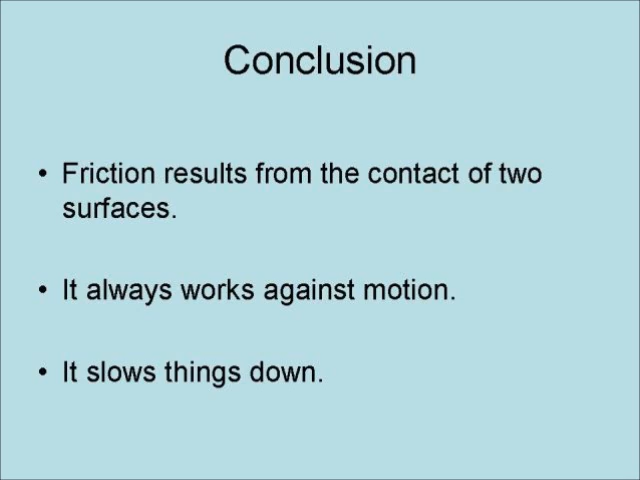 Conclusion
• Friction results from the contact of two
surfaces.
• It always works against motion.
• It slows things down.